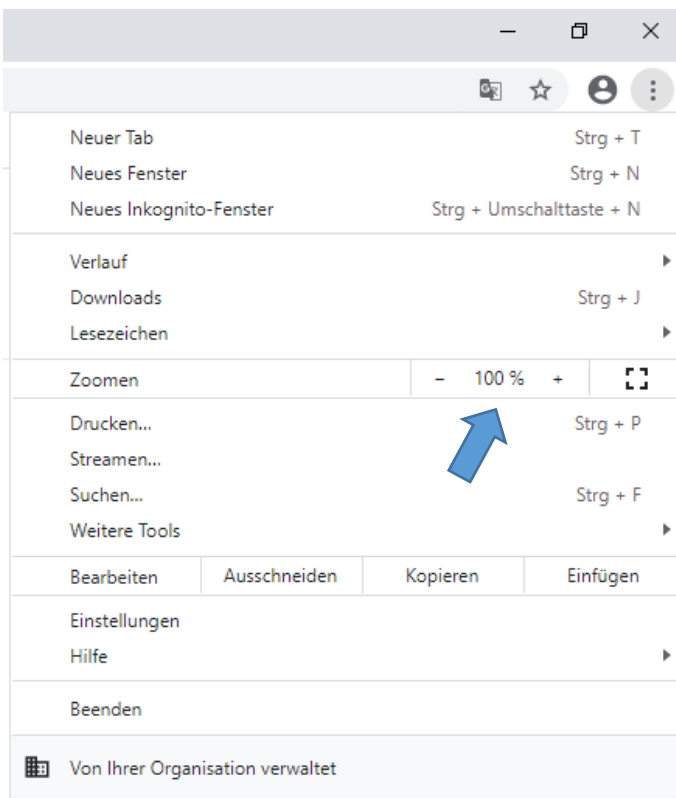 Neuer Tab Strg + T
Neues Fenster Strg + N
Neues Inkognito-Fenster Strg + Umschalttaste + N
Verlauf
Downloads Strg + J
Lesezeichen
Zoomen - 100 % +
Drucken... Strg + P
Streamen...
Suchen... Strg + F
Weitere Tools
Bearbeiten Ausschneiden Kopieren Einfügen
Einstellungen
Hilfe
Beenden
Von Ihrer Organisation verwaltet